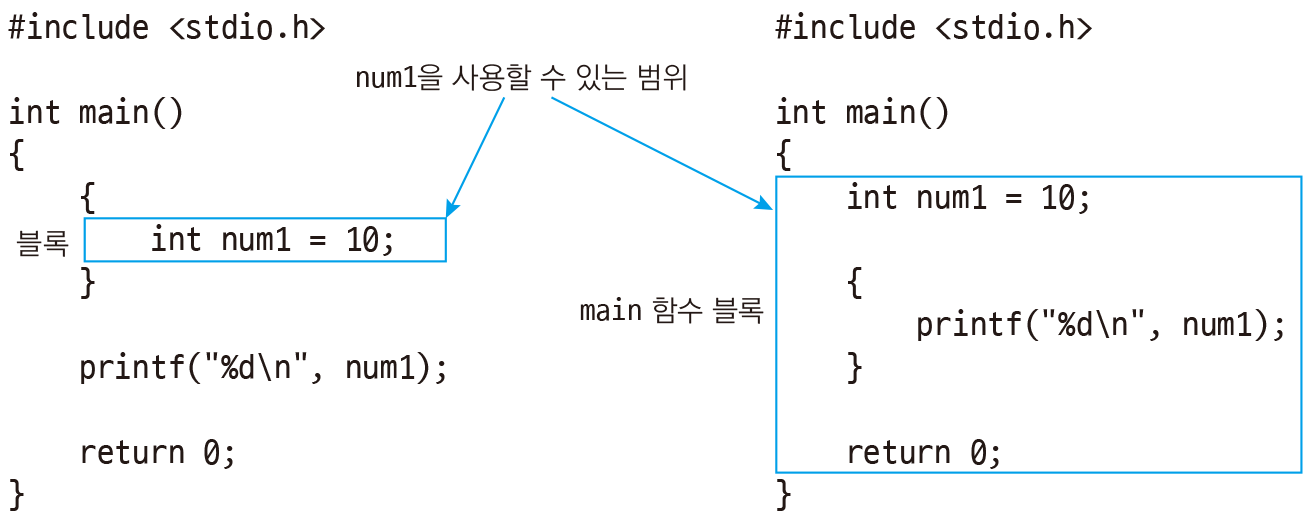 #include <stdio.h>
int main()
{
    {
        int num1 = 10;
    }
    printf("%d\n", num1);
    return 0;
}
블록
num1을 사용할 수 있는 범위
main 함수 블록
#include <stdio.h>
int main()
{
    int num1 = 10;
    {
        printf("%d\n", num1);
    }
    return 0;
}